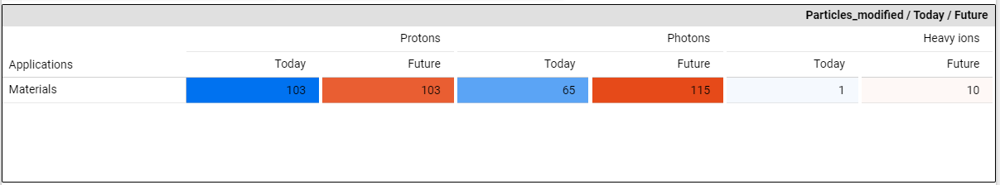 Particles_modified / Today / Future
Protons Photons Heavy ions
Applications Today Future Today Future Today Future
Materials 103 103 65 115 1 10